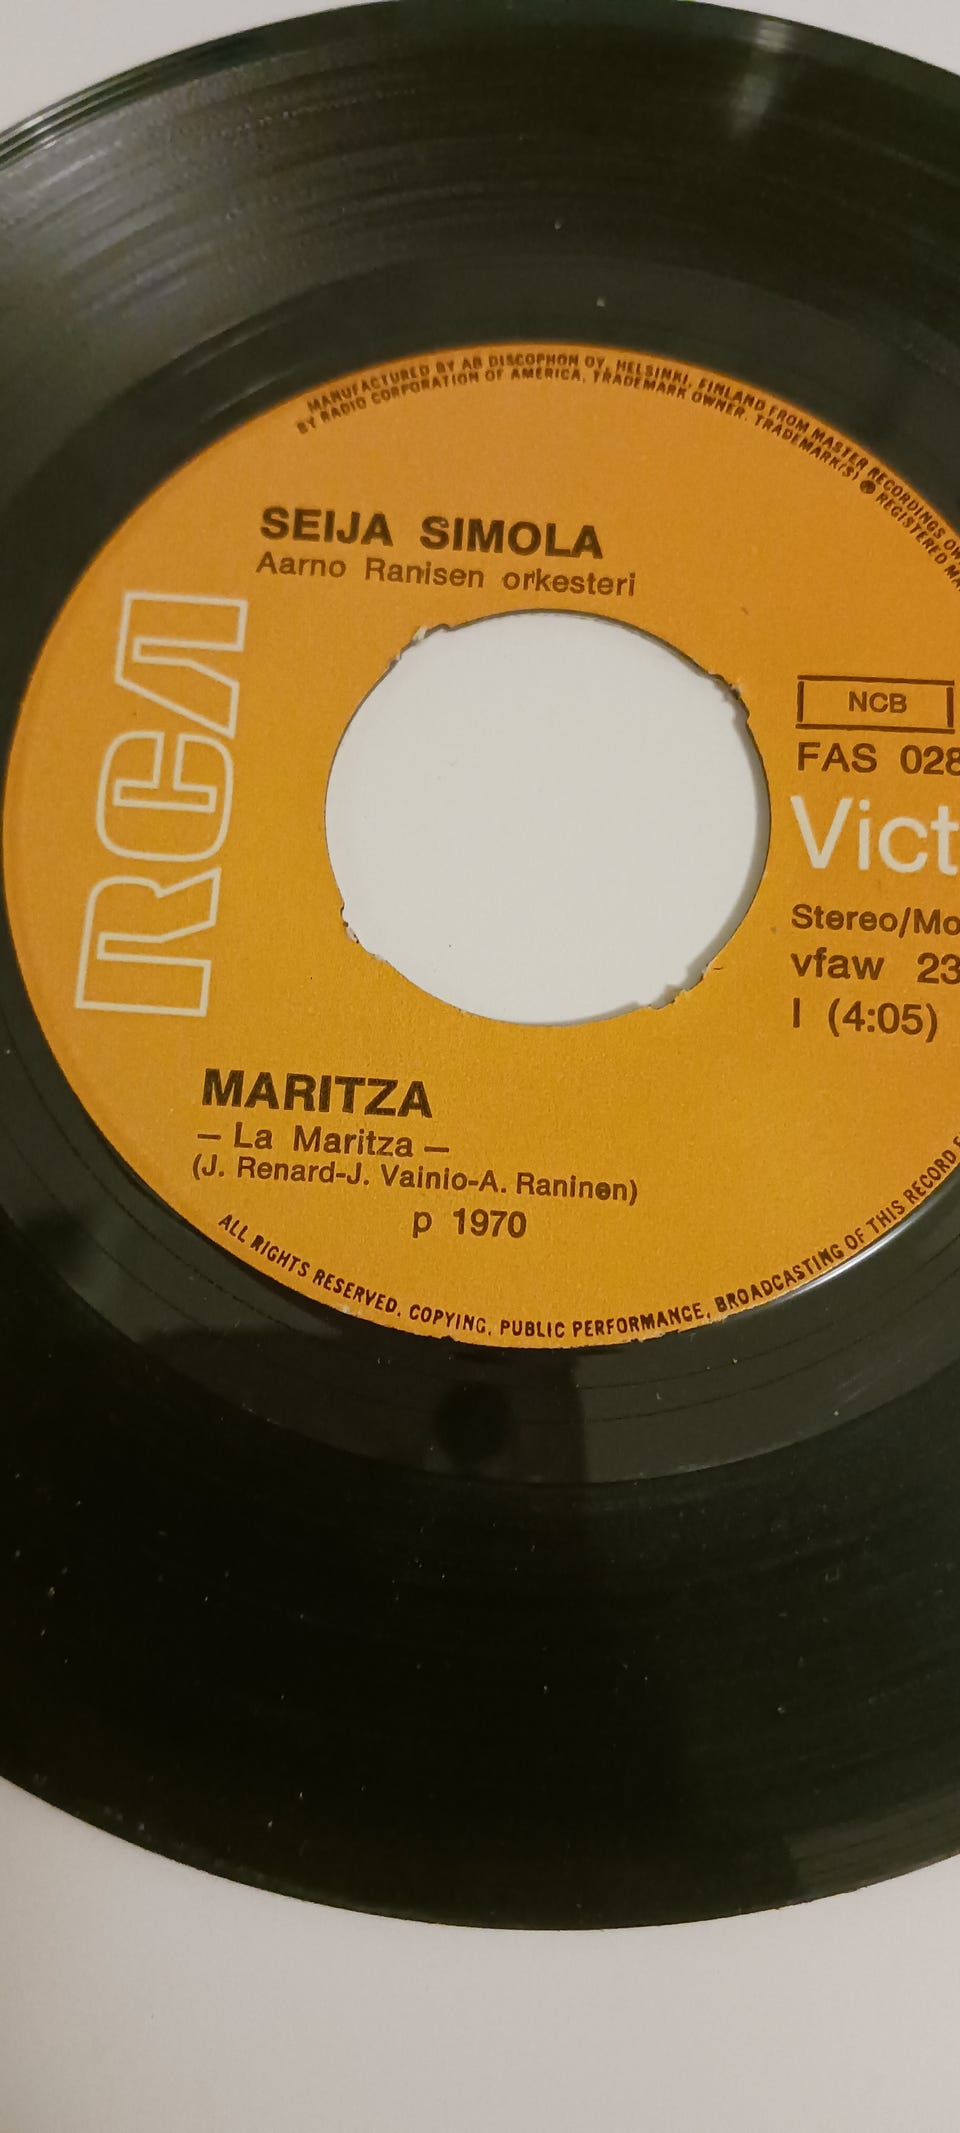 MANUFACTURED BY AB DISCOPHON OY, HELSINKI, FINLAND FROM MASTER RECORDINGS OW
BY RADIO CORPORATION OF AMERICA, TRADEMARK OWNER. TRADEMARK(S) ® REGISTERED MA
SEIJA SIMOLA
Aarno Ranisen orkesteri
RCA
NCB
FAS 028
Vict
Stereo/Mo
vfaw 23
I (4:05)
MARITZA
– La Maritza –
(J. Renard-J. Vainio-A. Raninen)
p 1970
ALL RIGHTS RESERVED. COPYING, PUBLIC PERFORMANCE, BROADCASTING OF THIS RECORD